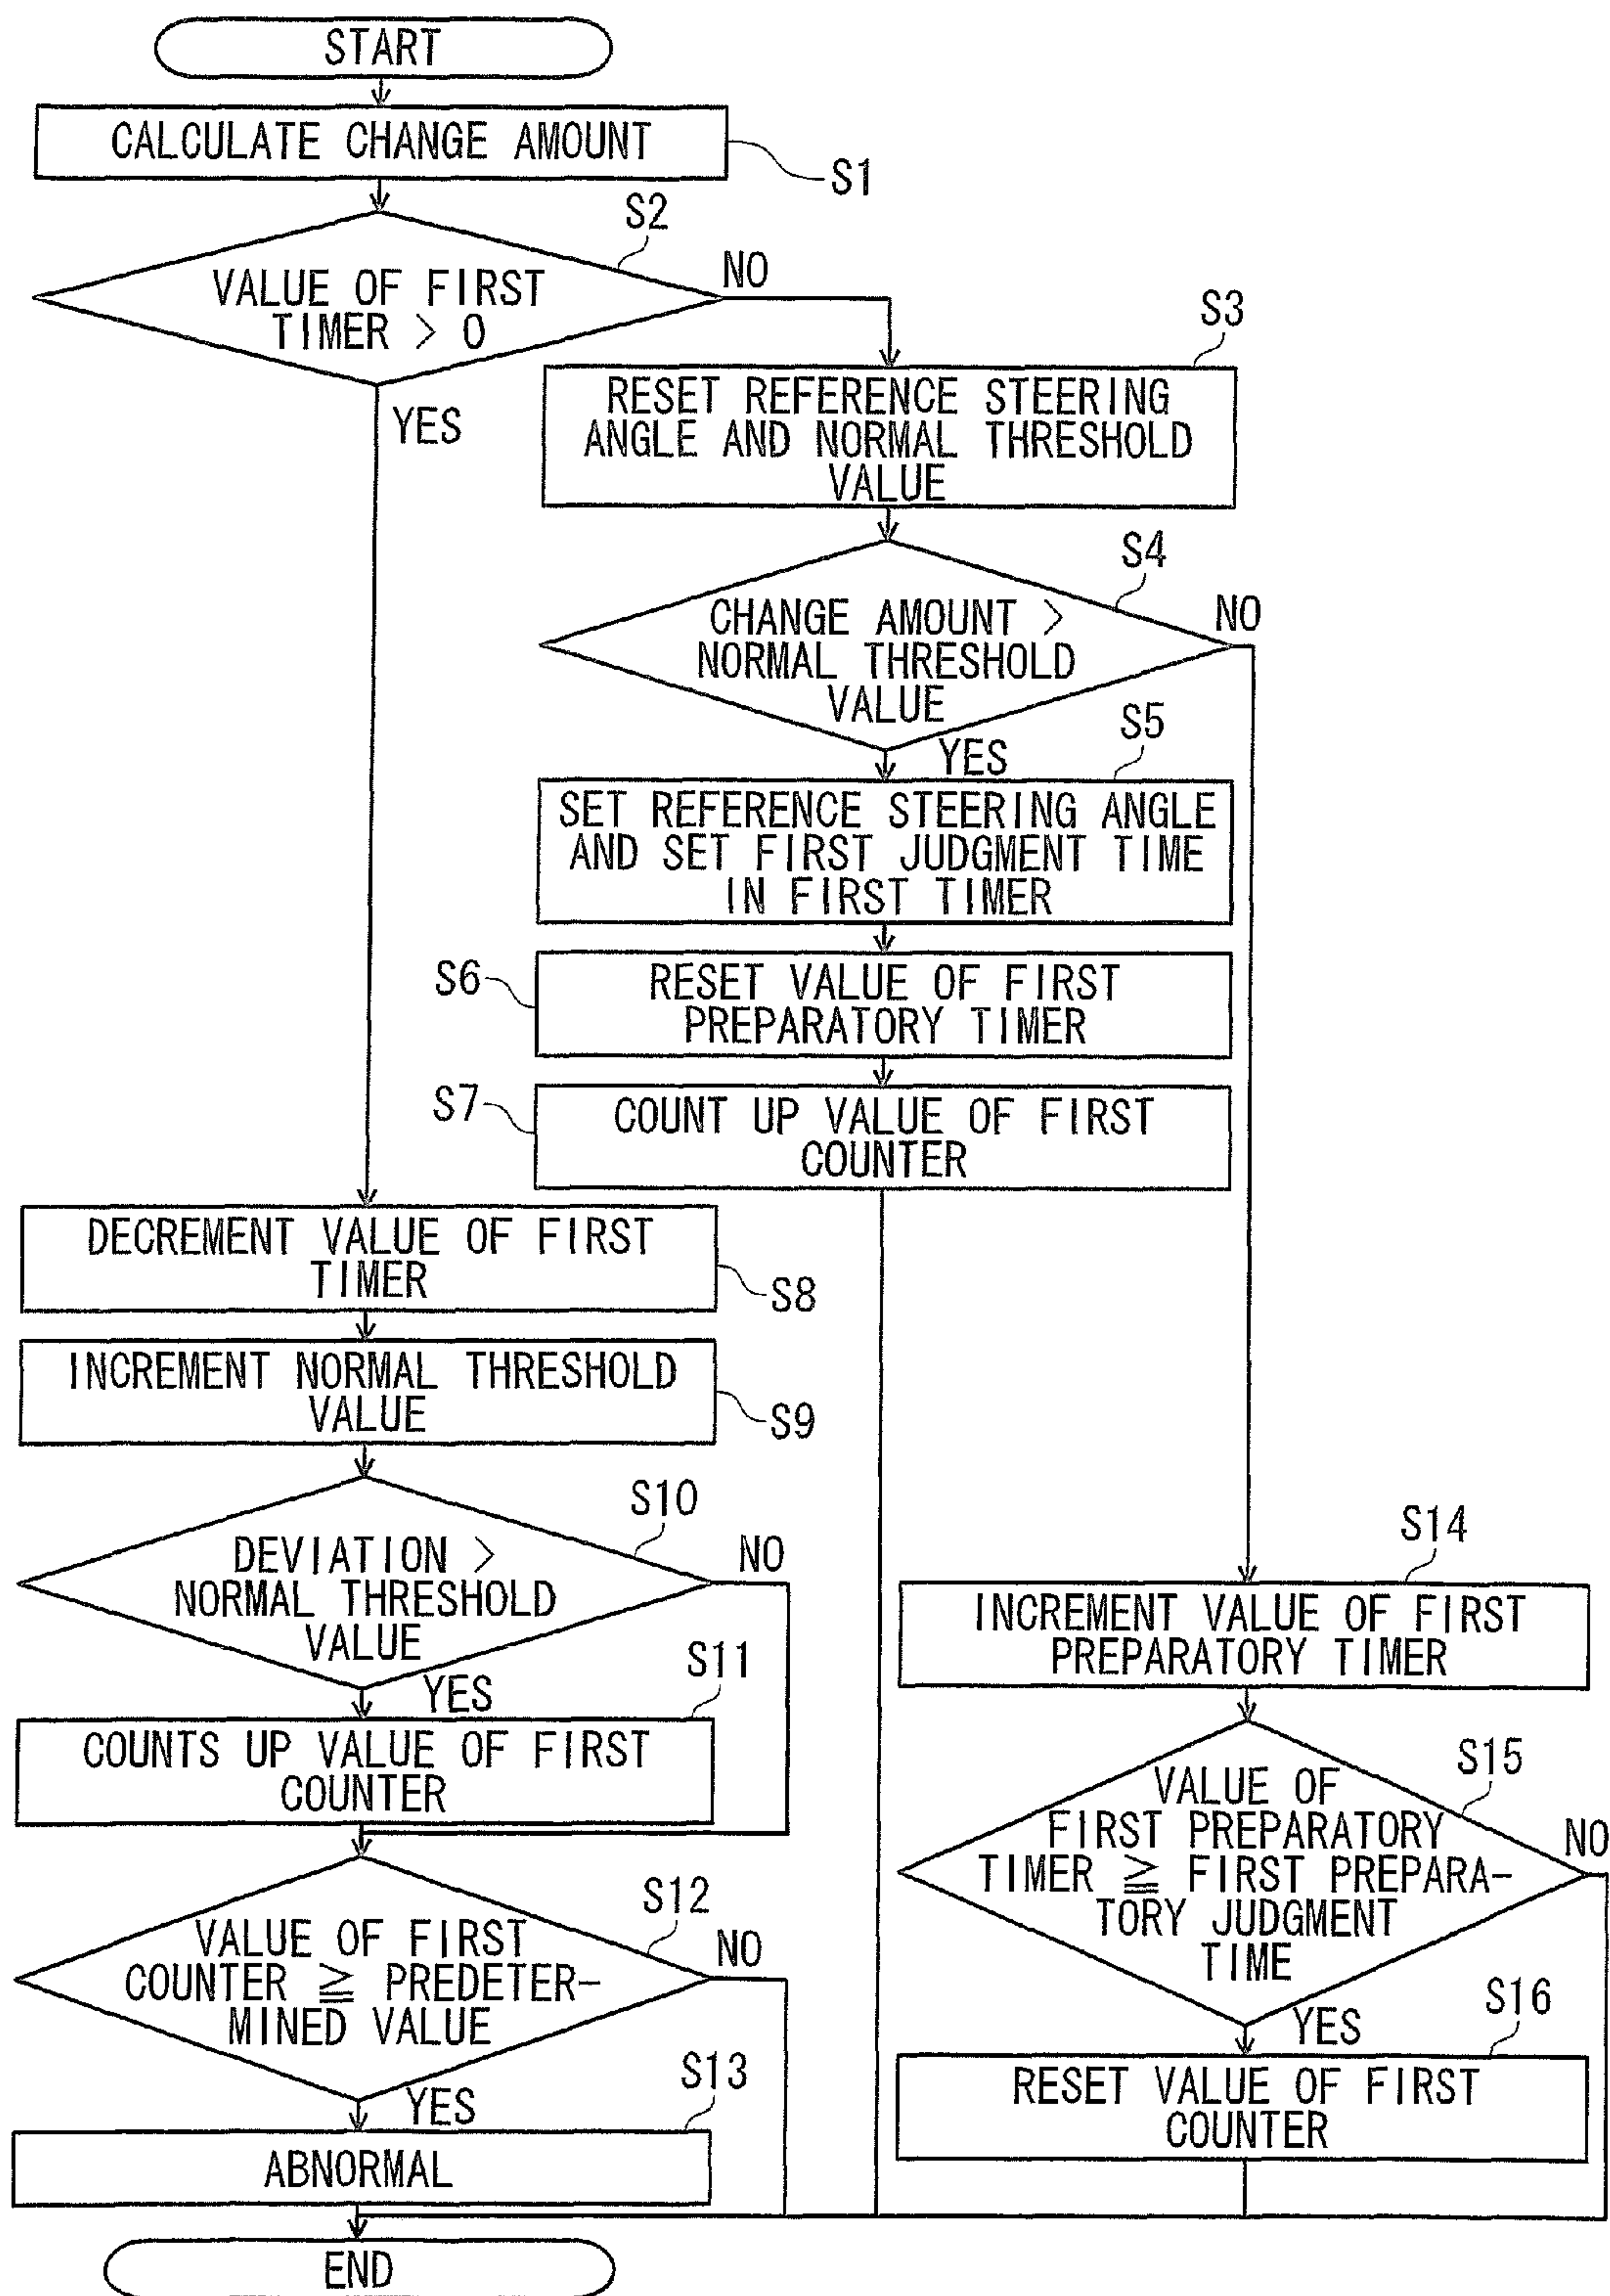 START
CALCULATE CHANGE AMOUNT
S1
S2
VALUE OF FIRST
TIMER > 0
NO
YES
S3
RESET REFERENCE STEERING
ANGLE AND NORMAL THRESHOLD
VALUE
S4
CHANGE AMOUNT >
NORMAL THRESHOLD
VALUE
NO
YES
S5
SET REFERENCE STEERING ANGLE
AND SET FIRST JUDGMENT TIME
IN FIRST TIMER
S6
RESET VALUE OF FIRST
PREPARATORY TIMER
S7
COUNT UP VALUE OF FIRST
COUNTER
DECREMENT VALUE OF FIRST
TIMER
S8
INCREMENT NORMAL THRESHOLD
VALUE
S9
S10
DEVIATION >
NORMAL THRESHOLD
VALUE
NO
YES
S11
COUNTS UP VALUE OF FIRST
COUNTER
S12
VALUE OF FIRST
COUNTER ≧ PREDETER-
MINED VALUE
NO
YES
S13
ABNORMAL
S14
INCREMENT VALUE OF FIRST
PREPARATORY TIMER
S15
VALUE OF
FIRST PREPARATORY
TIMER ≧ FIRST PREPARA-
TORY JUDGMENT
TIME
NO
YES
S16
RESET VALUE OF FIRST
COUNTER
END